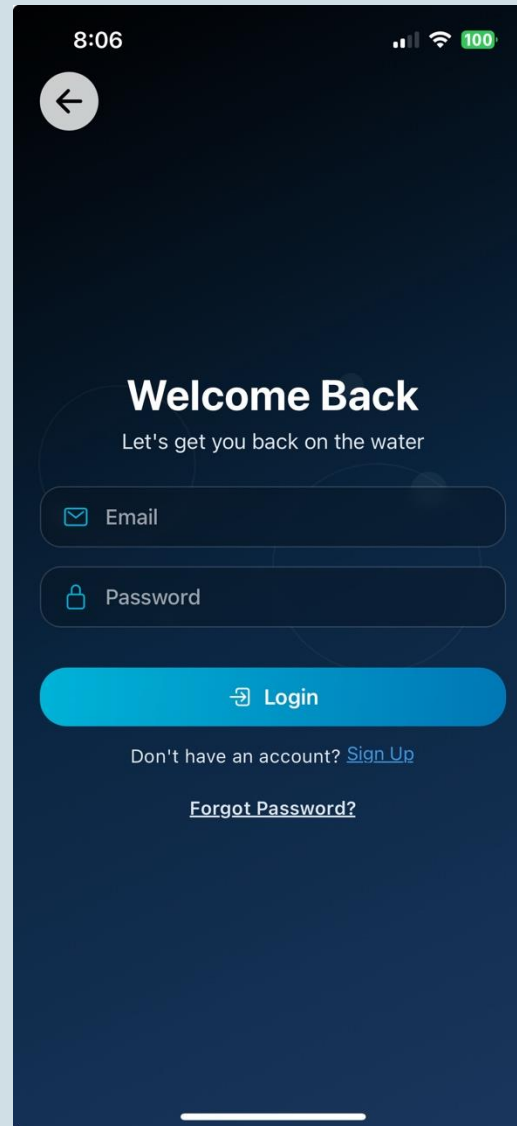 8:06
100
Welcome Back
Let's get you back on the water
Email
Password
Login
Don't have an account? Sign Up
Forgot Password?